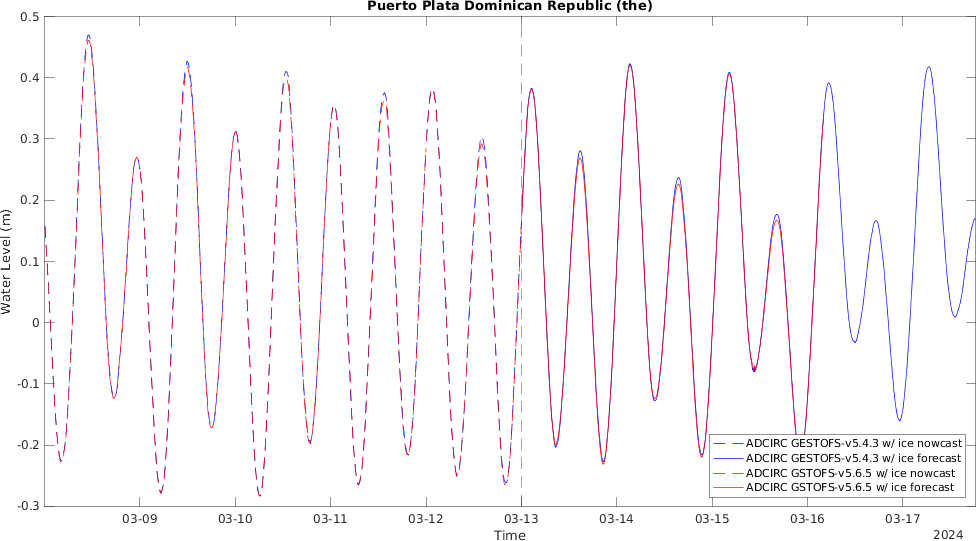 Puerto Plata Dominican Republic (the)
Water Level (m)
0.5
0.4
0.3
0.2
0.1
0
-0.1
-0.2
-0.3
ADCIRC GESTOFS-v5.4.3 w/ ice nowcast
ADCIRC GESTOFS-v5.4.3 w/ ice forecast
ADCIRC GSTOFS-v5.6.5 w/ ice nowcast
ADCIRC GSTOFS-v5.6.5 w/ ice forecast
03-09 03-10 03-11 03-12 03-13 03-14 03-15 03-16 03-17
Time
2024